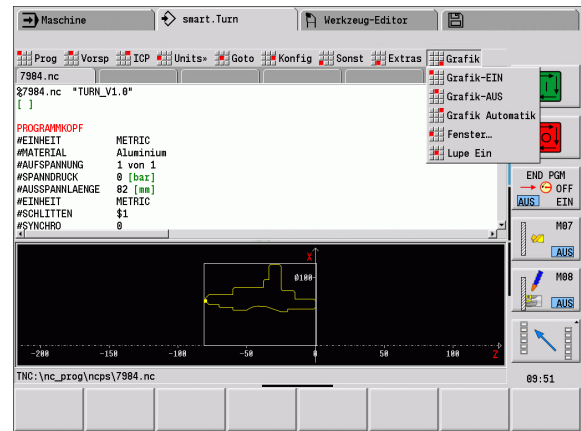 Maschine smart.Turn Werkzeug-Editor
Prog Vorsp ICP Units» Goto Konfig Sonst Extras Grafik
7984.nc
%7984.nc "TURN_V1.0"
[ ]
PROGRAMMKOPF
#EINHEIT METRIC
#MATERIAL Aluminium
#AUFSPANNUNG 1 von 1
#SPANNDRUCK 0 [bar]
#AUSSPANNLAENGE 82 [mm]
#EINHEIT METRIC
#SCHLITTEN $1
#SYNCHRO 0
Grafik-EIN
Grafik-AUS
Grafik Automatik
Fenster…
Lupe Ein
I
O
END PGM
OFF
AUS EIN
M07
AUS
M08
AUS
X
Ø100
-200 -150 -100 -50 0 50 100 Z
TNC:\nc_prog\ncps\7984.nc
09:51